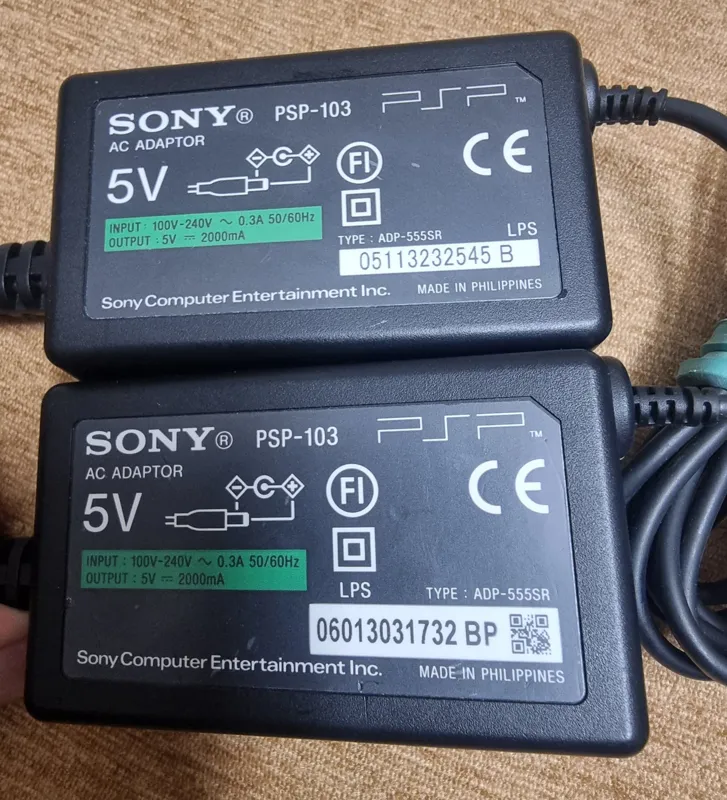 SONY® PSP-103 PSP™
AC ADAPTOR
5V
FI
CE
INPUT : 100V-240V ～ 0.3A 50/60Hz
OUTPUT : 5V ⎓ 2000mA
LPS
TYPE : ADP-555SR
05113232545 B
Sony Computer Entertainment Inc. MADE IN PHILIPPINES
SONY® PSP-103 PSP™
AC ADAPTOR
5V
FI
CE
INPUT : 100V-240V ～ 0.3A 50/60Hz
OUTPUT : 5V ⎓ 2000mA
LPS TYPE : ADP-555SR
06013031732 BP
Sony Computer Entertainment Inc. MADE IN PHILIPPINES